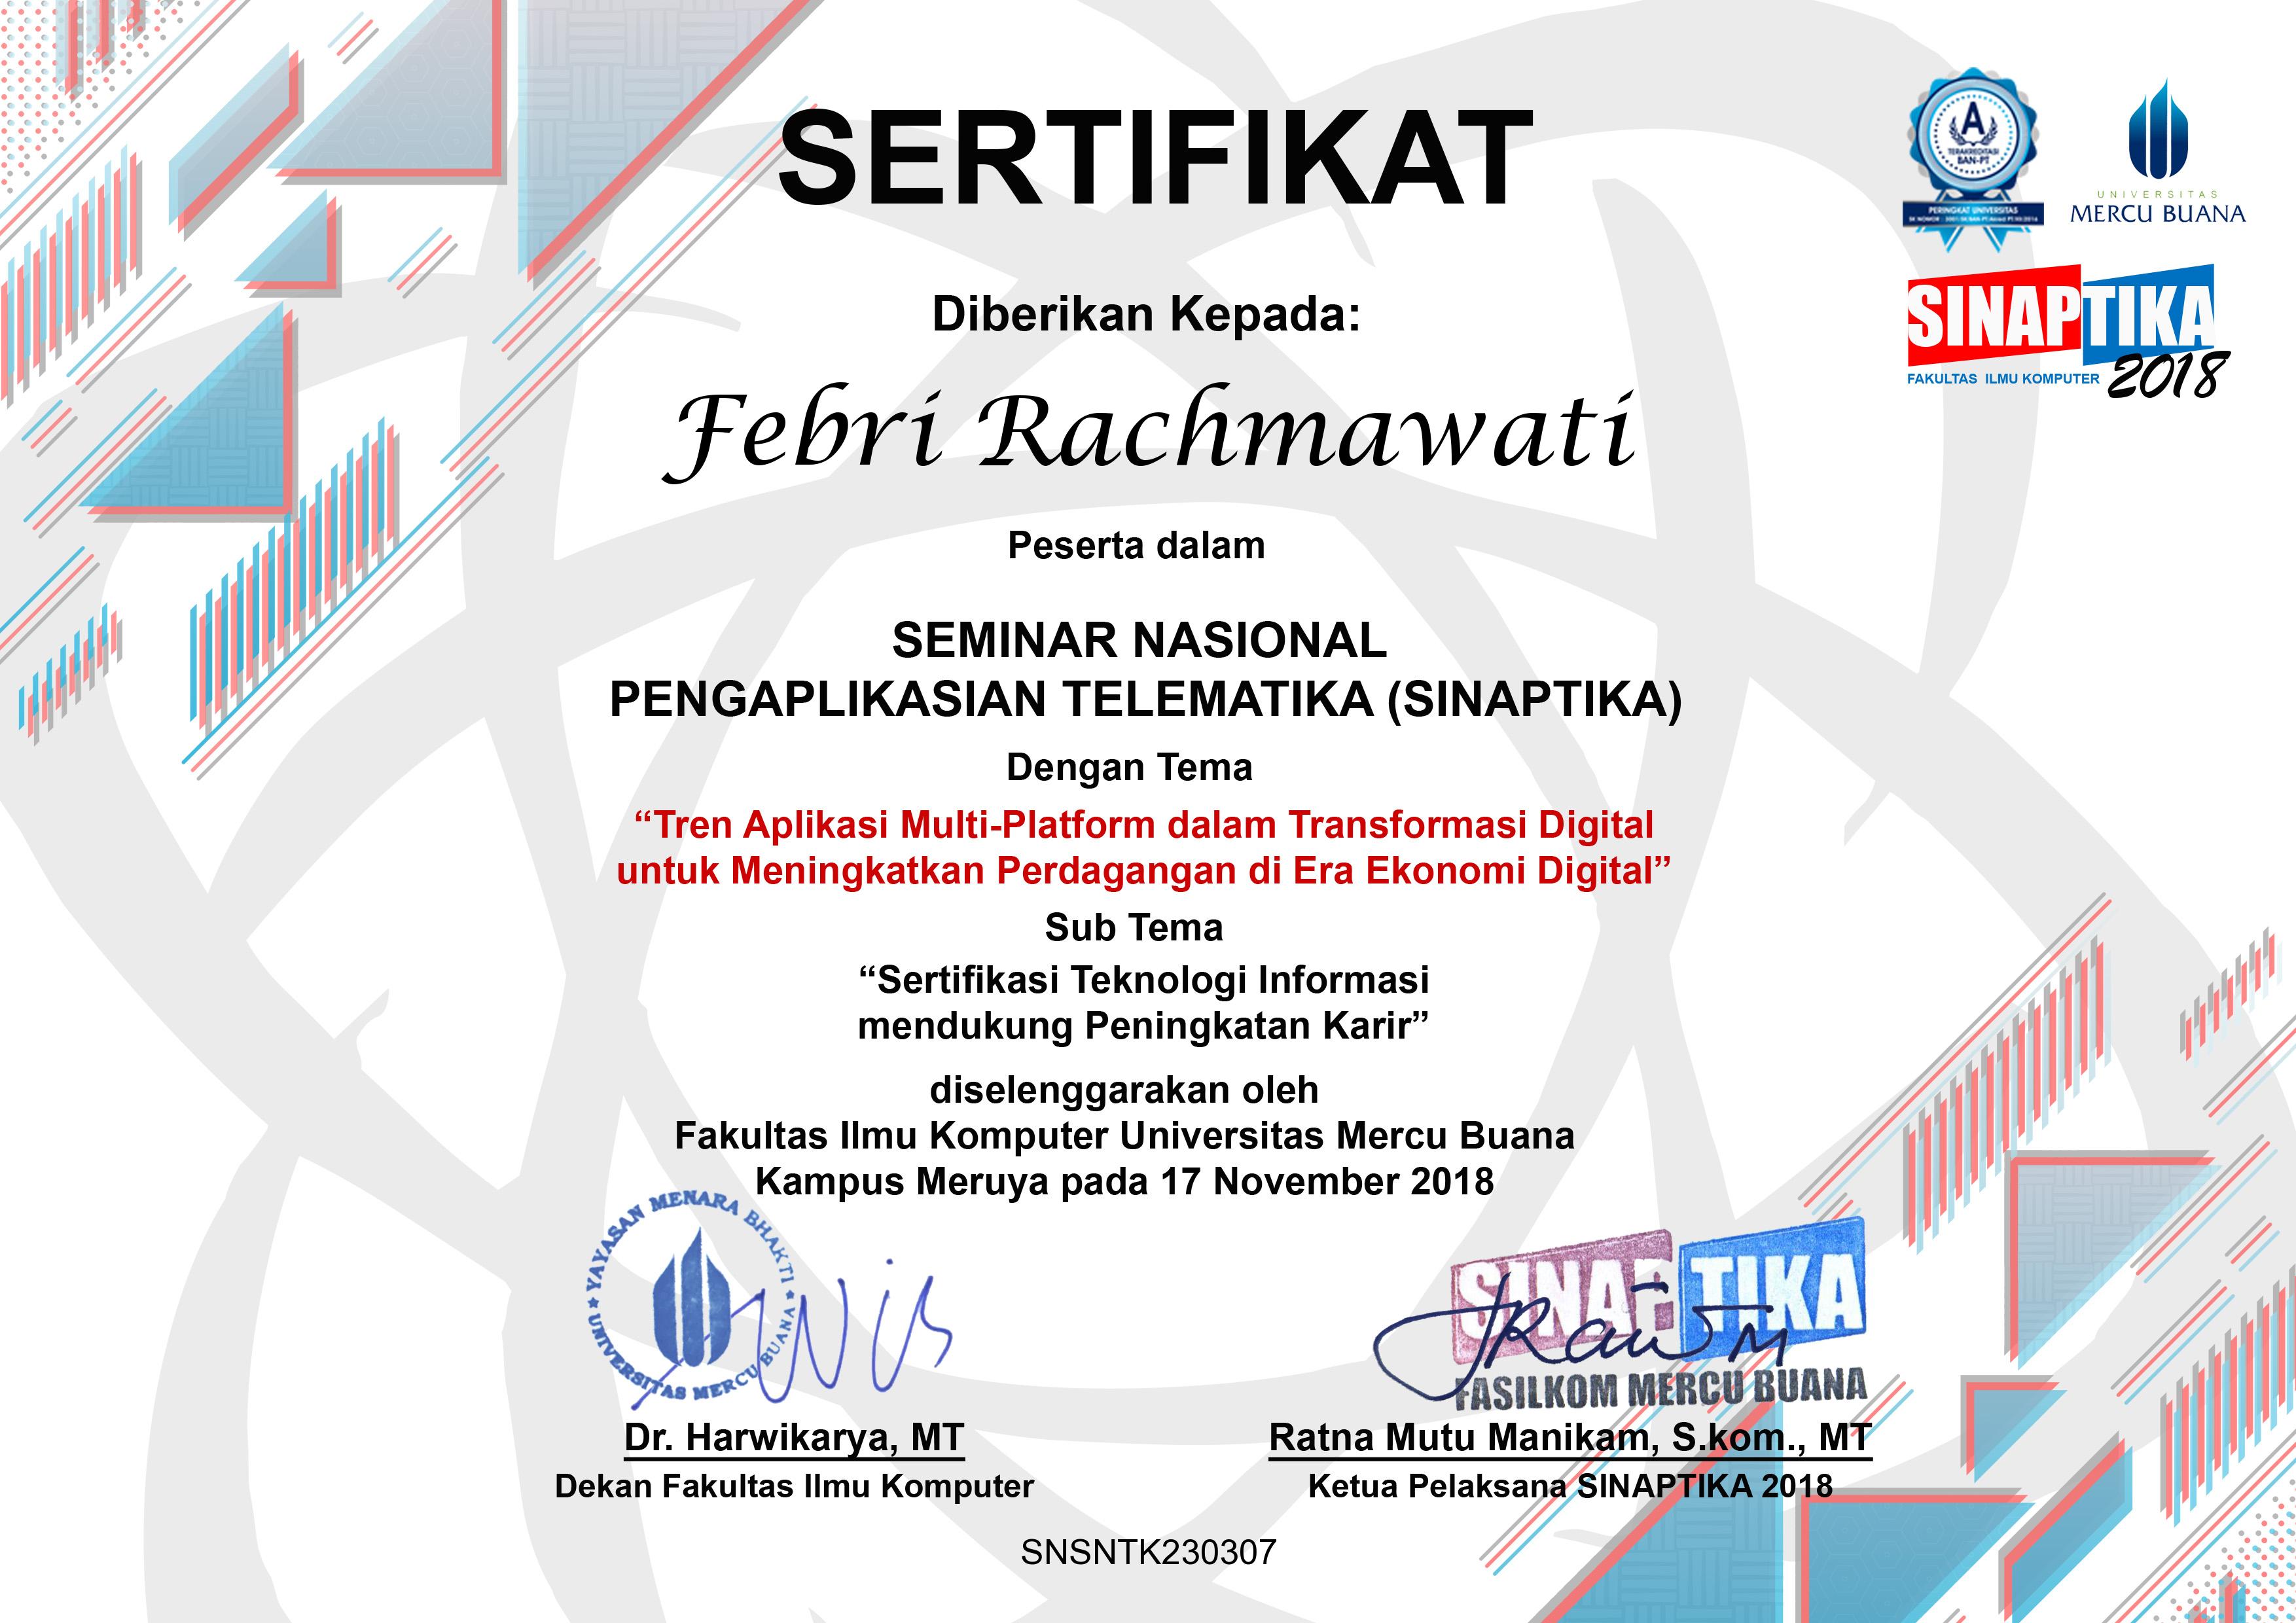 SERTIFIKAT
A
TERAKREDITASI
BAN-PT
PERINGKAT UNIVERSITAS
UNIVERSITAS
MERCU BUANA
SINAPTIKA
FAKULTAS ILMU KOMPUTER 2018
Diberikan Kepada:
Febri Rachmawati
Peserta dalam
SEMINAR NASIONAL
PENGAPLIKASIAN TELEMATIKA (SINAPTIKA)
Dengan Tema
“Tren Aplikasi Multi-Platform dalam Transformasi Digital
untuk Meningkatkan Perdagangan di Era Ekonomi Digital”
Sub Tema
“Sertifikasi Teknologi Informasi
mendukung Peningkatan Karir”
diselenggarakan oleh
Fakultas Ilmu Komputer Universitas Mercu Buana
Kampus Meruya pada 17 November 2018
YAYASAN MENARA BHAKTI
UNIVERSITAS MERCU BUANA
SINAPTIKA
FASILKOM MERCU BUANA
Dr. Harwikarya, MT
Dekan Fakultas Ilmu Komputer
Ratna Mutu Manikam, S.kom., MT
Ketua Pelaksana SINAPTIKA 2018
SNSNTK230307